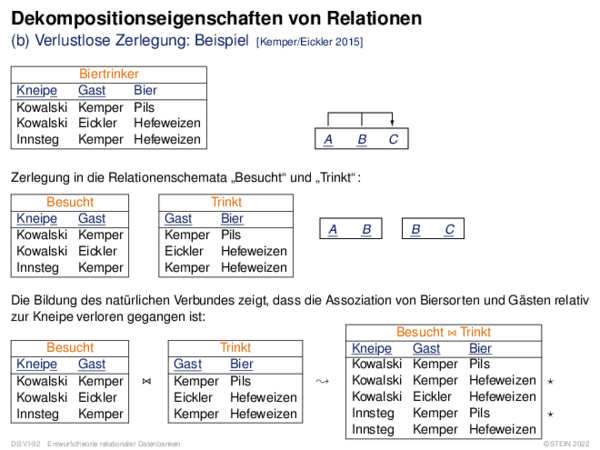 Dekompositionseigenschaften von Relationen
(b) Verlustlose Zerlegung: Beispiel [Kemper/Eickler 2015]
Biertrinker
Kneipe Gast Bier
Kowalski Kemper Pils
Kowalski Eickler Hefeweizen
Innsteg Kemper Hefeweizen
A B C
Zerlegung in die Relationenschemata „Besucht“ und „Trinkt“:
Besucht
Kneipe Gast
Kowalski Kemper
Kowalski Eickler
Innsteg Kemper
Trinkt
Gast Bier
Kemper Pils
Eickler Hefeweizen
Kemper Hefeweizen
A B
B C
Die Bildung des natürlichen Verbundes zeigt, dass die Assoziation von Biersorten und Gästen relativ
zur Kneipe verloren gegangen ist:
Besucht
Kneipe Gast
Kowalski Kemper
Kowalski Eickler
Innsteg Kemper
⋈
Trinkt
Gast Bier
Kemper Pils
Eickler Hefeweizen
Kemper Hefeweizen
⇝
Besucht ⋈ Trinkt
Kneipe Gast Bier
Kowalski Kemper Pils
Kowalski Kemper Hefeweizen ⋆
Kowalski Eickler Hefeweizen
Innsteg Kemper Pils ⋆
Innsteg Kemper Hefeweizen
DB:VI-92 Entwurfstheorie relationaler Datenbanken ©STEIN 2022